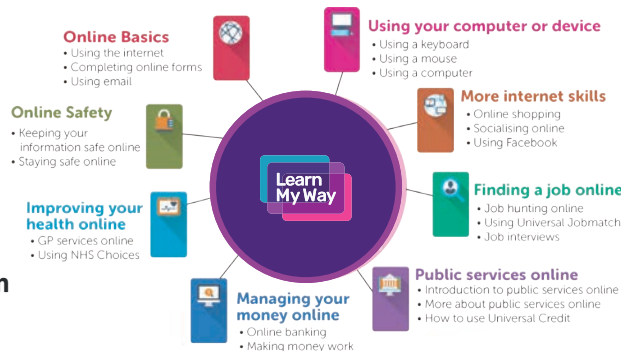 Online Basics
• Using the internet
• Completing online forms
• Using email
Using your computer or device
• Using a keyboard
• Using a mouse
• Using a computer
Online Safety
• Keeping your
information safe online
• Staying safe online
More internet skills
• Online shopping
• Socialising online
• Using Facebook
Learn
My Way
Improving your
health online
• GP services online
• Using NHS Choices
Finding a job online
• Job hunting online
• Using Universal Jobmatch
• Job interviews
Managing your
money online
• Online banking
• Making money work
Public services online
• Introduction to public services online
• More about public services online
• How to use Universal Credit